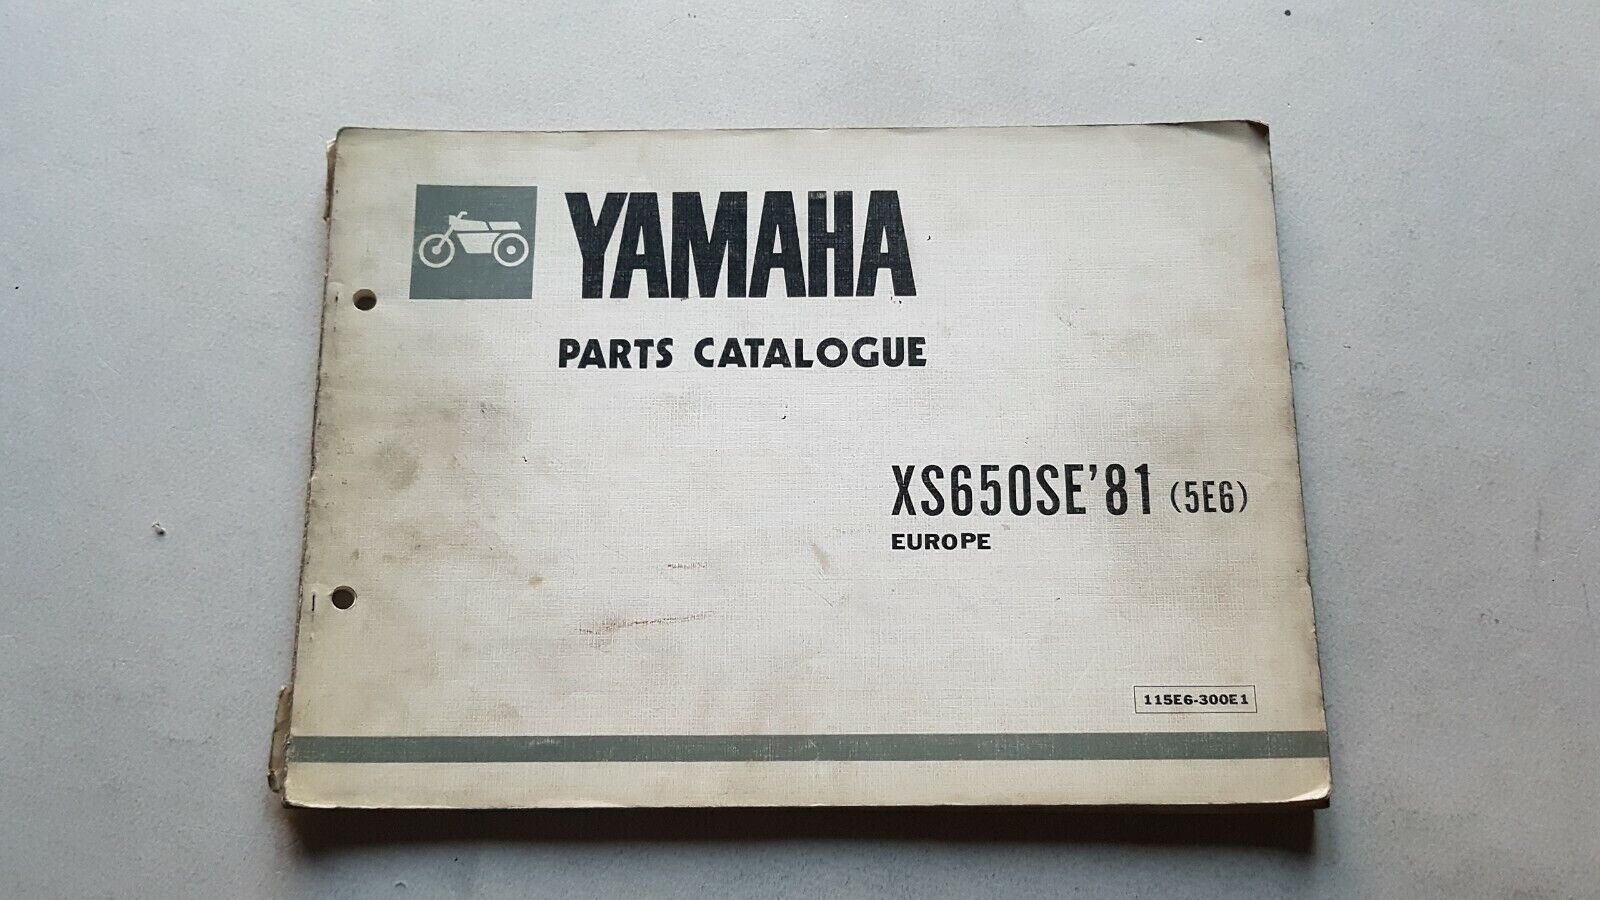 YAMAHA
PARTS CATALOGUE
XS650SE'81 (5E6)
EUROPE
115E6-300E1